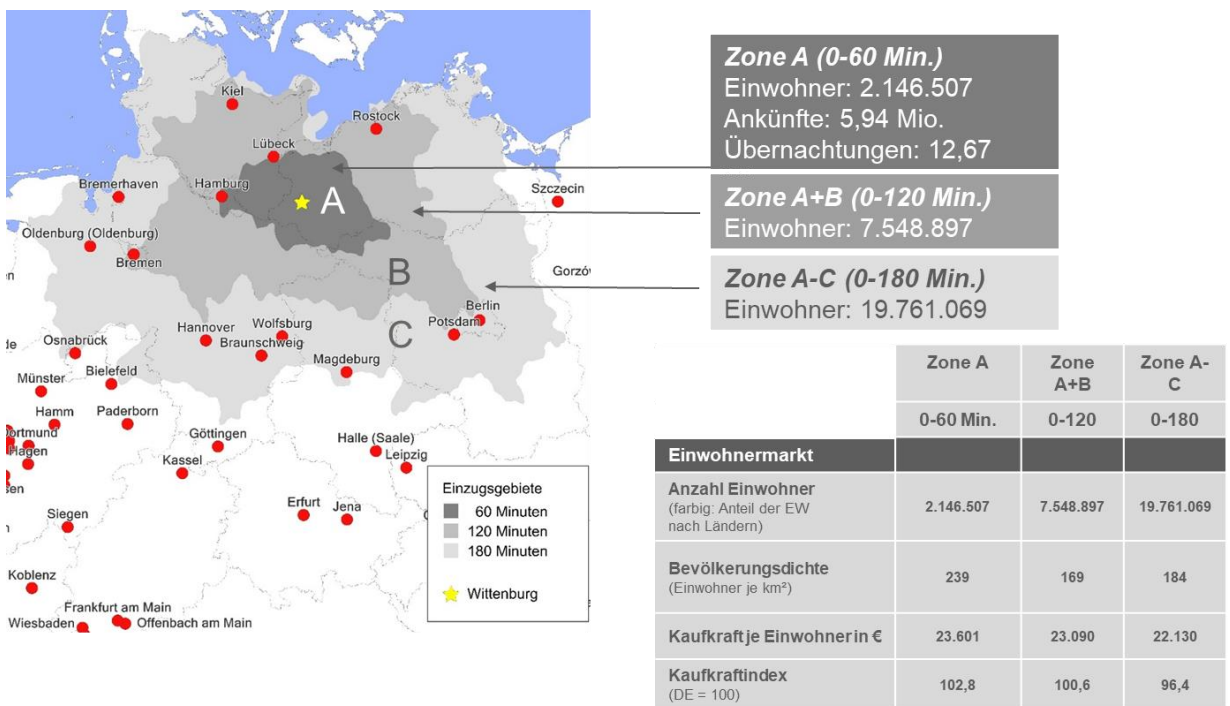 Kiel
Rostock
Lübeck
Bremerhaven
Hamburg
A
Szczecin
Oldenburg (Oldenburg)
Bremen
B
Berlin
Hannover
Wolfsburg
Potsdam
C
Osnabrück
Braunschweig
Magdeburg
Münster
Bielefeld
Hamm
Paderborn
Göttingen
Halle (Saale)
Hagen
Kassel
Leipzig
Erfurt
Jena
Siegen
Koblenz
Frankfurt am Main
Wiesbaden
Offenbach am Main
Einzugsgebiete
60 Minuten
120 Minuten
180 Minuten
Wittenburg
Zone A (0-60 Min.)
Einwohner: 2.146.507
Ankünfte: 5,94 Mio.
Übernachtungen: 12,67
Zone A+B (0-120 Min.)
Einwohner: 7.548.897
Zone A-C (0-180 Min.)
Einwohner: 19.761.069
Zone A
Zone
A+B
Zone A-
C
0-60 Min.
0-120
0-180
Einwohnermarkt
Anzahl Einwohner
(farbig: Anteil der EW
nach Ländern)
2.146.507
7.548.897
19.761.069
Bevölkerungsdichte
(Einwohner je km²)
239
169
184
Kaufkraft je Einwohner in €
23.601
23.090
22.130
Kaufkraftindex
(DE = 100)
102,8
100,6
96,4